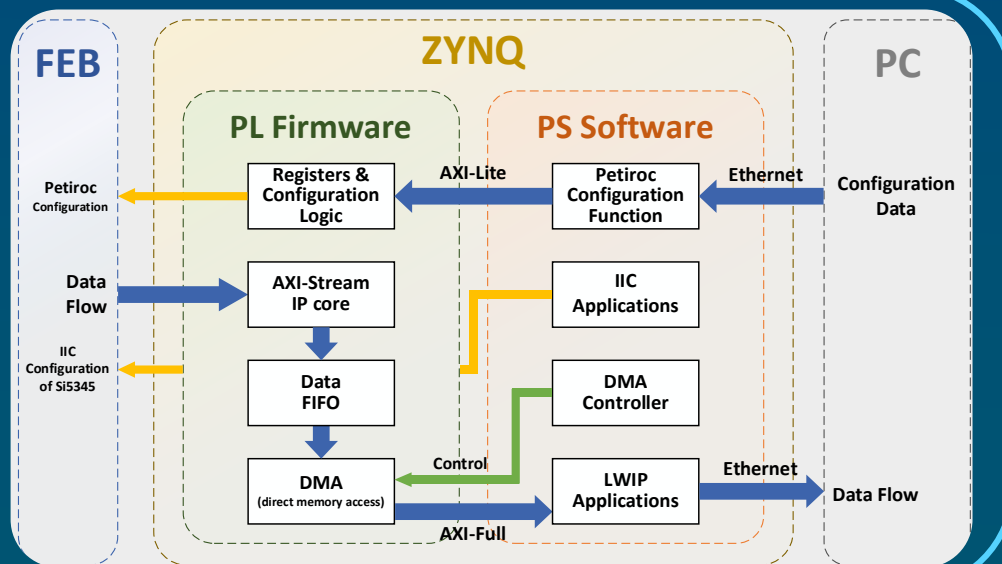 FEB
ZYNQ
PC
PL Firmware
PS Software
Petiroc
Configuration
Registers &
Configuration
Logic
AXI-Lite
Petiroc
Configuration
Function
Ethernet
Configuration
Data
Data
Flow
AXI-Stream
IP core
IIC
Applications
IIC
Configuration
of Si5345
Data
FIFO
DMA
Controller
Control
DMA
(direct memory access)
AXI-Full
LWIP
Applications
Ethernet
Data Flow